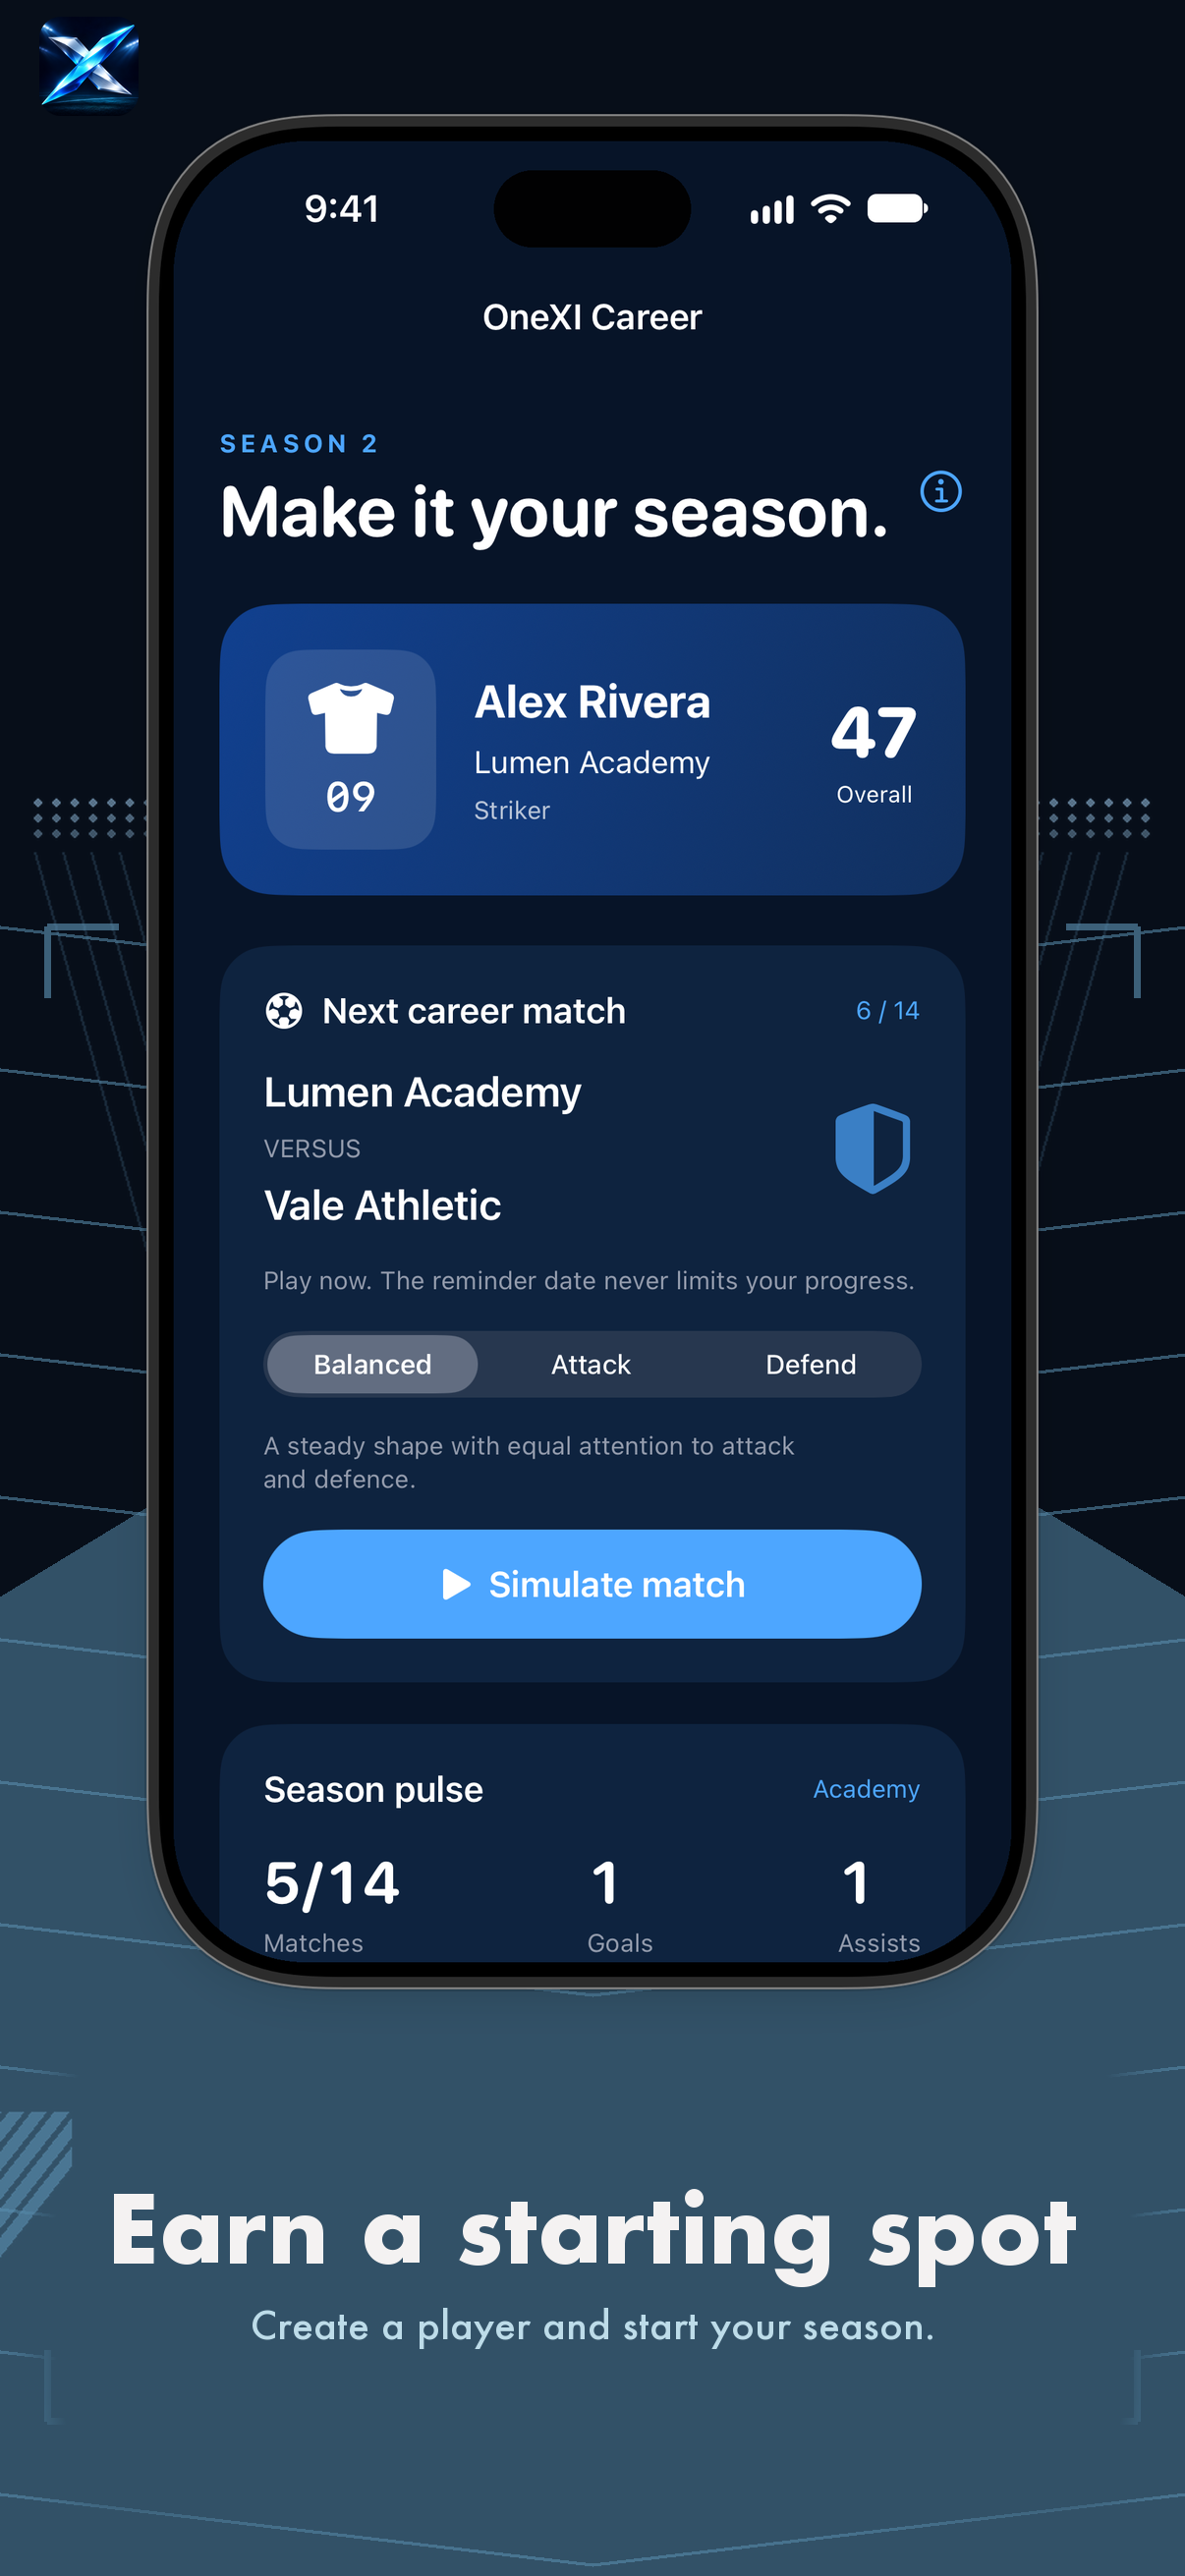 9:41
OneXI Career
SEASON 2
Make it your season.
09
Alex Rivera
Lumen Academy
Striker
47
Overall
Next career match
6 / 14
Lumen Academy
VERSUS
Vale Athletic
Play now. The reminder date never limits your progress.
Balanced
Attack
Defend
A steady shape with equal attention to attack
and defence.
Simulate match
Season pulse
Academy
5/14
1
1
Matches
Goals
Assists
Earn a starting spot
Create a player and start your season.